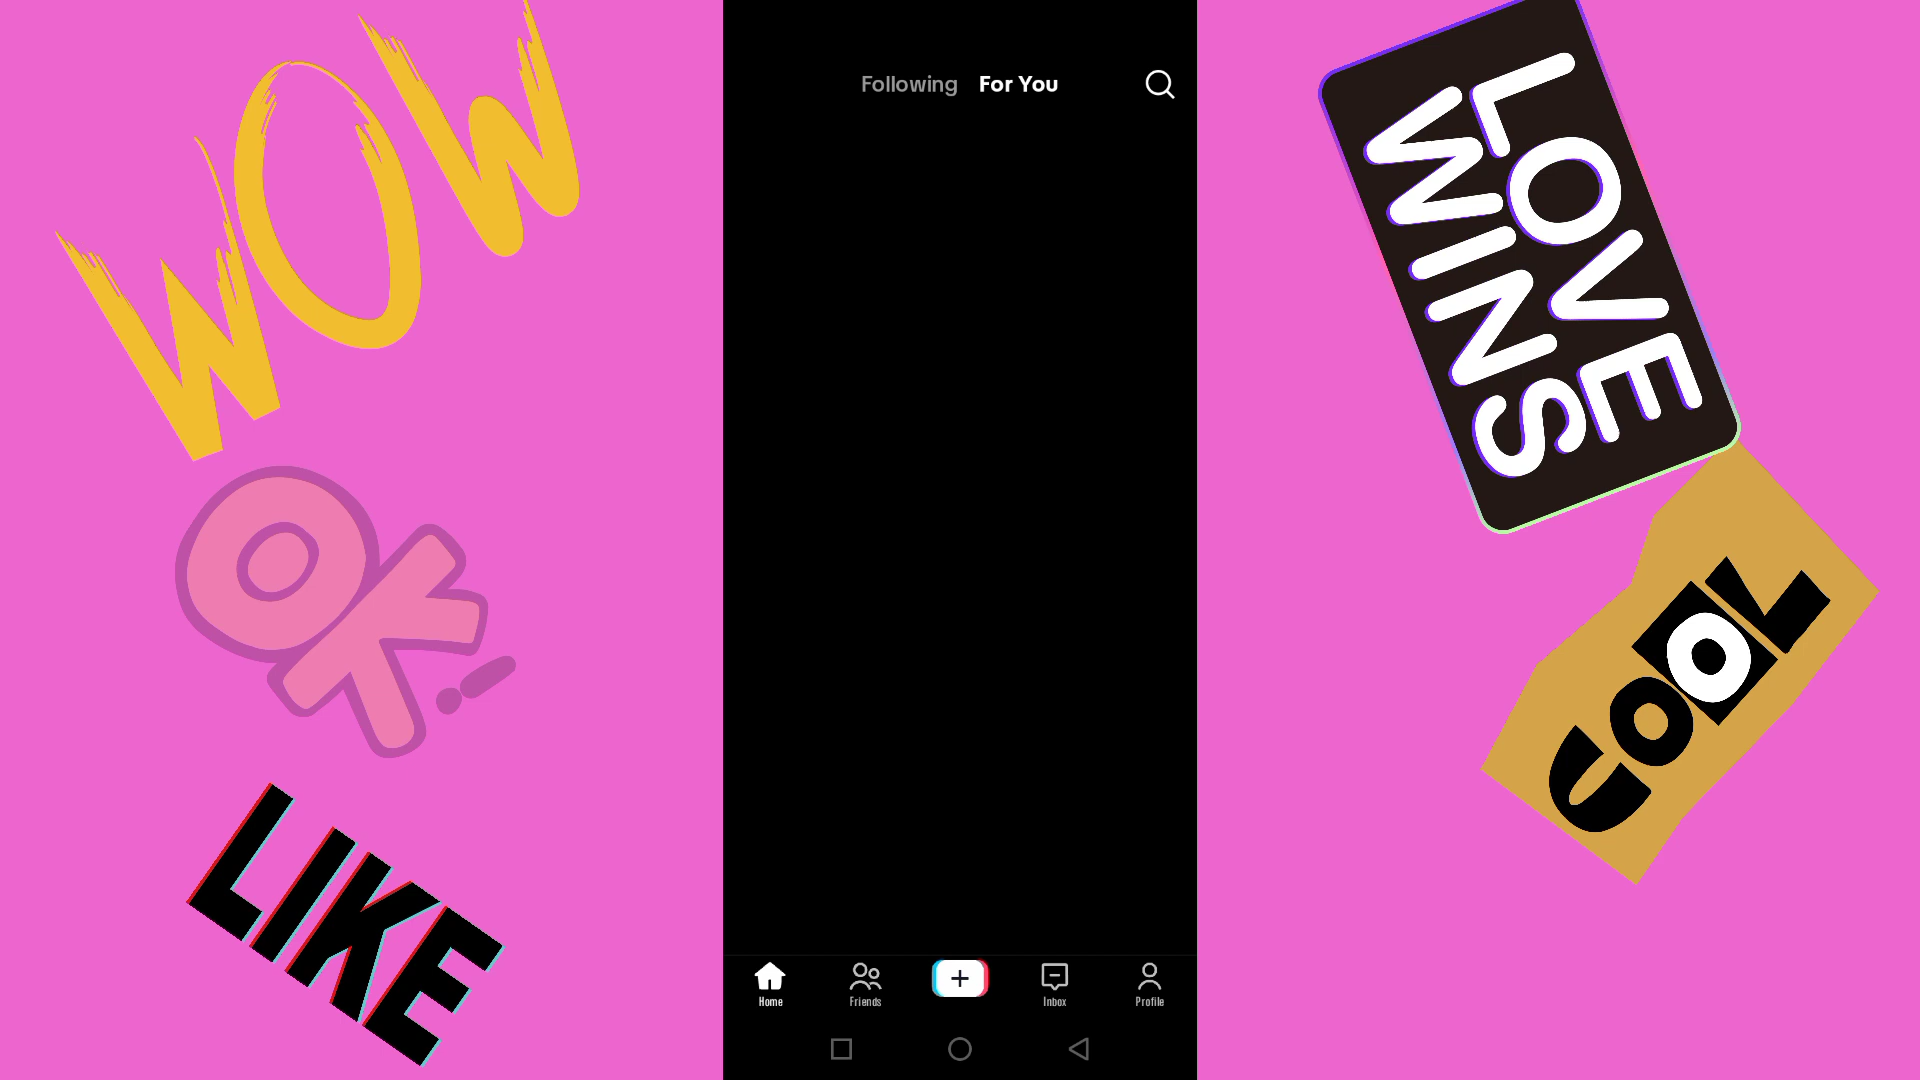 WOW
OK!
LIKE
Following For You
Home Friends Inbox Profile
LOVE
WINS
COOL